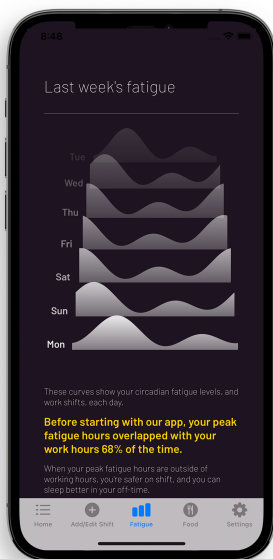 8:48
Last week's fatigue
Tue
Wed
Thu
Fri
Sat
Sun
Mon
These curves show your circadian fatigue levels, and
work shifts, each day.
Before starting with our app, your peak
fatigue hours overlapped with your
work hours 68% of the time.
When your peak fatigue hours are outside of
working hours, you're safer on shift, and you can
sleep better in your off-time.
Home Add/Edit Shift Fatigue Food Settings